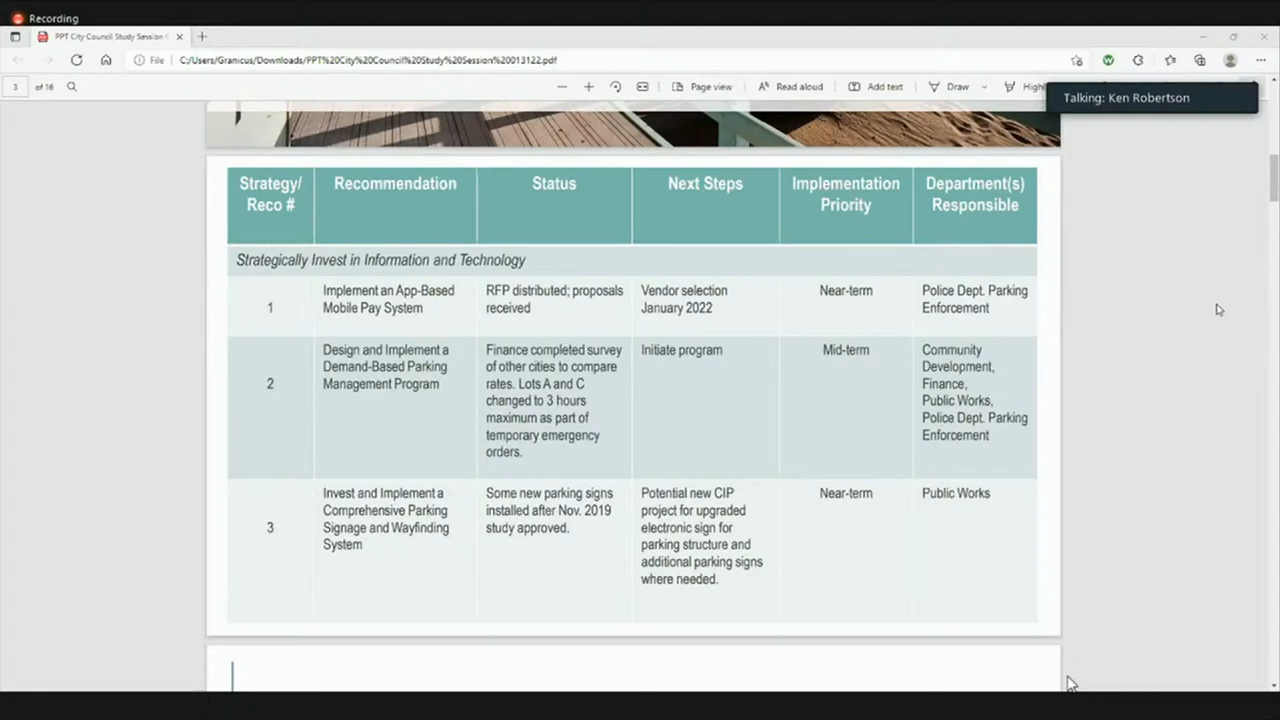 Recording
PPT City Council Study Session
File C:/Users/Granicus/Downloads/PPT%20City%20Council%20Study%20Session%20013122.pdf
3 of 16 Page view Read aloud Add text Draw
Talking: Ken Robertson
Strategy/ Reco # Recommendation Status Next Steps Implementation Priority Department(s) Responsible
Strategically Invest in Information and Technology
1
Implement an App-Based
Mobile Pay System
RFP distributed; proposals
received
Vendor selection
January 2022
Near-term
Police Dept. Parking
Enforcement
2
Design and Implement a
Demand-Based Parking
Management Program
Finance completed survey
of other cities to compare
rates. Lots A and C
changed to 3 hours
maximum as part of
temporary emergency
orders.
Initiate program
Mid-term
Community
Development,
Finance,
Public Works,
Police Dept. Parking
Enforcement
3
Invest and Implement a
Comprehensive Parking
Signage and Wayfinding
System
Some new parking signs
installed after Nov. 2019
study approved.
Potential new CIP
project for upgraded
electronic sign for
parking structure and
additional parking signs
where needed.
Near-term
Public Works